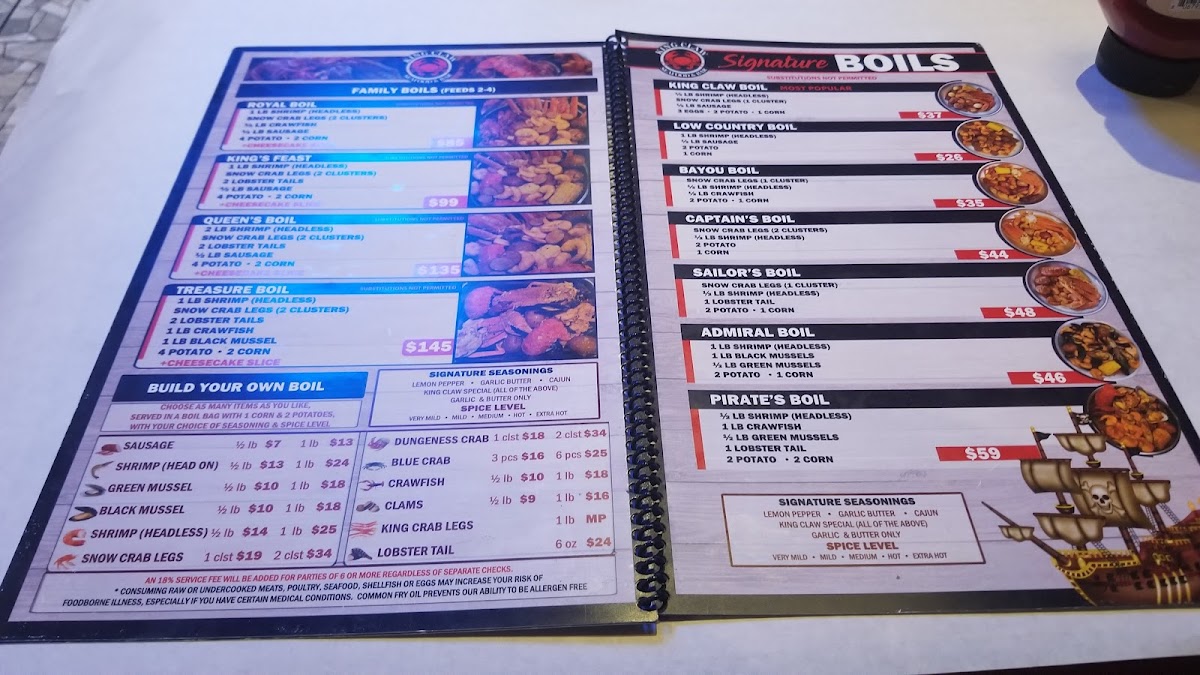 KING CLAW
FAMILY BOILS (FEEDS 2-4)
ROYAL BOIL
SUBSTITUTIONS NOT PERMITTED
1 LB SHRIMP (HEADLESS)
SNOW CRAB LEGS (2 CLUSTERS)
LB CRAWFISH
LB SAUSAGE
4 POTATO • 2 CORN
+CHEESECAKE SLICE
$85
KING'S FEAST
SUBSTITUTIONS NOT PERMITTED
1 LB SHRIMP (HEADLESS)
SNOW CRAB LEGS (2 CLUSTERS)
2 LOBSTER TAILS
½ LB SAUSAGE
4 POTATO • 2 CORN
+CHEESECAKE SLICE
$99
QUEEN'S BOIL
SUBSTITUTIONS NOT PERMITTED
2 LB SHRIMP (HEADLESS)
SNOW CRAB LEGS (2 CLUSTERS)
2 LOBSTER TAILS
½ LB SAUSAGE
4 POTATO • 2 CORN
+CHEESECAKE SLICE
$135
TREASURE BOIL
SUBSTITUTIONS NOT PERMITTED
1 LB SHRIMP (HEADLESS)
SNOW CRAB LEGS (2 CLUSTERS)
2 LOBSTER TAILS
1 LB CRAWFISH
1 LB BLACK MUSSEL
4 POTATO • 2 CORN
+CHEESECAKE SLICE
$145
BUILD YOUR OWN BOIL
CHOOSE AS MANY ITEMS AS YOU LIKE,
SERVED IN A BOIL BAG WITH 1 CORN & 2 POTATOES,
WITH YOUR CHOICE OF SEASONING & SPICE LEVEL
SIGNATURE SEASONINGS
LEMON PEPPER • GARLIC BUTTER • CAJUN
KING CLAW SPECIAL (ALL OF THE ABOVE)
GARLIC & BUTTER ONLY
SPICE LEVEL
VERY MILD • MILD • MEDIUM • HOT • EXTRA HOT
SAUSAGE ½ lb $7 1 lb $13
SHRIMP (HEAD ON) ½ lb $13 1 lb $24
GREEN MUSSEL ½ lb $10 1 lb $18
BLACK MUSSEL ½ lb $10 1 lb $18
SHRIMP (HEADLESS) ½ lb $14 1 lb $25
SNOW CRAB LEGS 1 clst $19 2 clst $34
DUNGENESS CRAB 1 clst $18 2 clst $34
BLUE CRAB 3 pcs $16 6 pcs $25
CRAWFISH ½ lb $10 1 lb $18
CLAMS ½ lb $9 1 lb $16
KING CRAB LEGS 1 lb MP
LOBSTER TAIL 6 oz $24
AN 18% SERVICE FEE WILL BE ADDED FOR PARTIES OF 6 OR MORE REGARDLESS OF SEPARATE CHECKS.
* CONSUMING RAW OR UNDERCOOKED MEATS, POULTRY, SEAFOOD, SHELLFISH OR EGGS MAY INCREASE YOUR RISK OF
FOODBORNE ILLNESS, ESPECIALLY IF YOU HAVE CERTAIN MEDICAL CONDITIONS. COMMON FRY OIL PREVENTS OUR ABILITY TO BE ALLERGEN FREE
KING CLAW
Signature BOILS
SUBSTITUTIONS NOT PERMITTED
KING CLAW BOIL MOST POPULAR
½ LB SHRIMP (HEADLESS)
SNOW CRAB LEGS (1 CLUSTER)
½ LB SAUSAGE
3 EGGS • 2 POTATO • 1 CORN
$37
LOW COUNTRY BOIL
1 LB SHRIMP (HEADLESS)
½ LB SAUSAGE
2 POTATO
1 CORN
$26
BAYOU BOIL
SNOW CRAB LEGS (1 CLUSTER)
½ LB SHRIMP (HEADLESS)
½ LB CRAWFISH
2 POTATO • 1 CORN
$35
CAPTAIN'S BOIL
SNOW CRAB LEGS (2 CLUSTERS)
½ LB SHRIMP (HEADLESS)
2 POTATO
1 CORN
$44
SAILOR'S BOIL
SNOW CRAB LEGS (1 CLUSTER)
½ LB SHRIMP (HEADLESS)
1 LOBSTER TAIL
2 POTATO • 1 CORN
$48
ADMIRAL BOIL
1 LB SHRIMP (HEADLESS)
1 LB BLACK MUSSELS
½ LB GREEN MUSSELS
2 POTATO • 1 CORN
$46
PIRATE'S BOIL
½ LB SHRIMP (HEADLESS)
1 LB CRAWFISH
½ LB GREEN MUSSELS
1 LOBSTER TAIL
2 POTATO • 2 CORN
$59
SIGNATURE SEASONINGS
LEMON PEPPER • GARLIC BUTTER • CAJUN
KING CLAW SPECIAL (ALL OF THE ABOVE)
GARLIC & BUTTER ONLY
SPICE LEVEL
VERY MILD • MILD • MEDIUM • HOT • EXTRA HOT